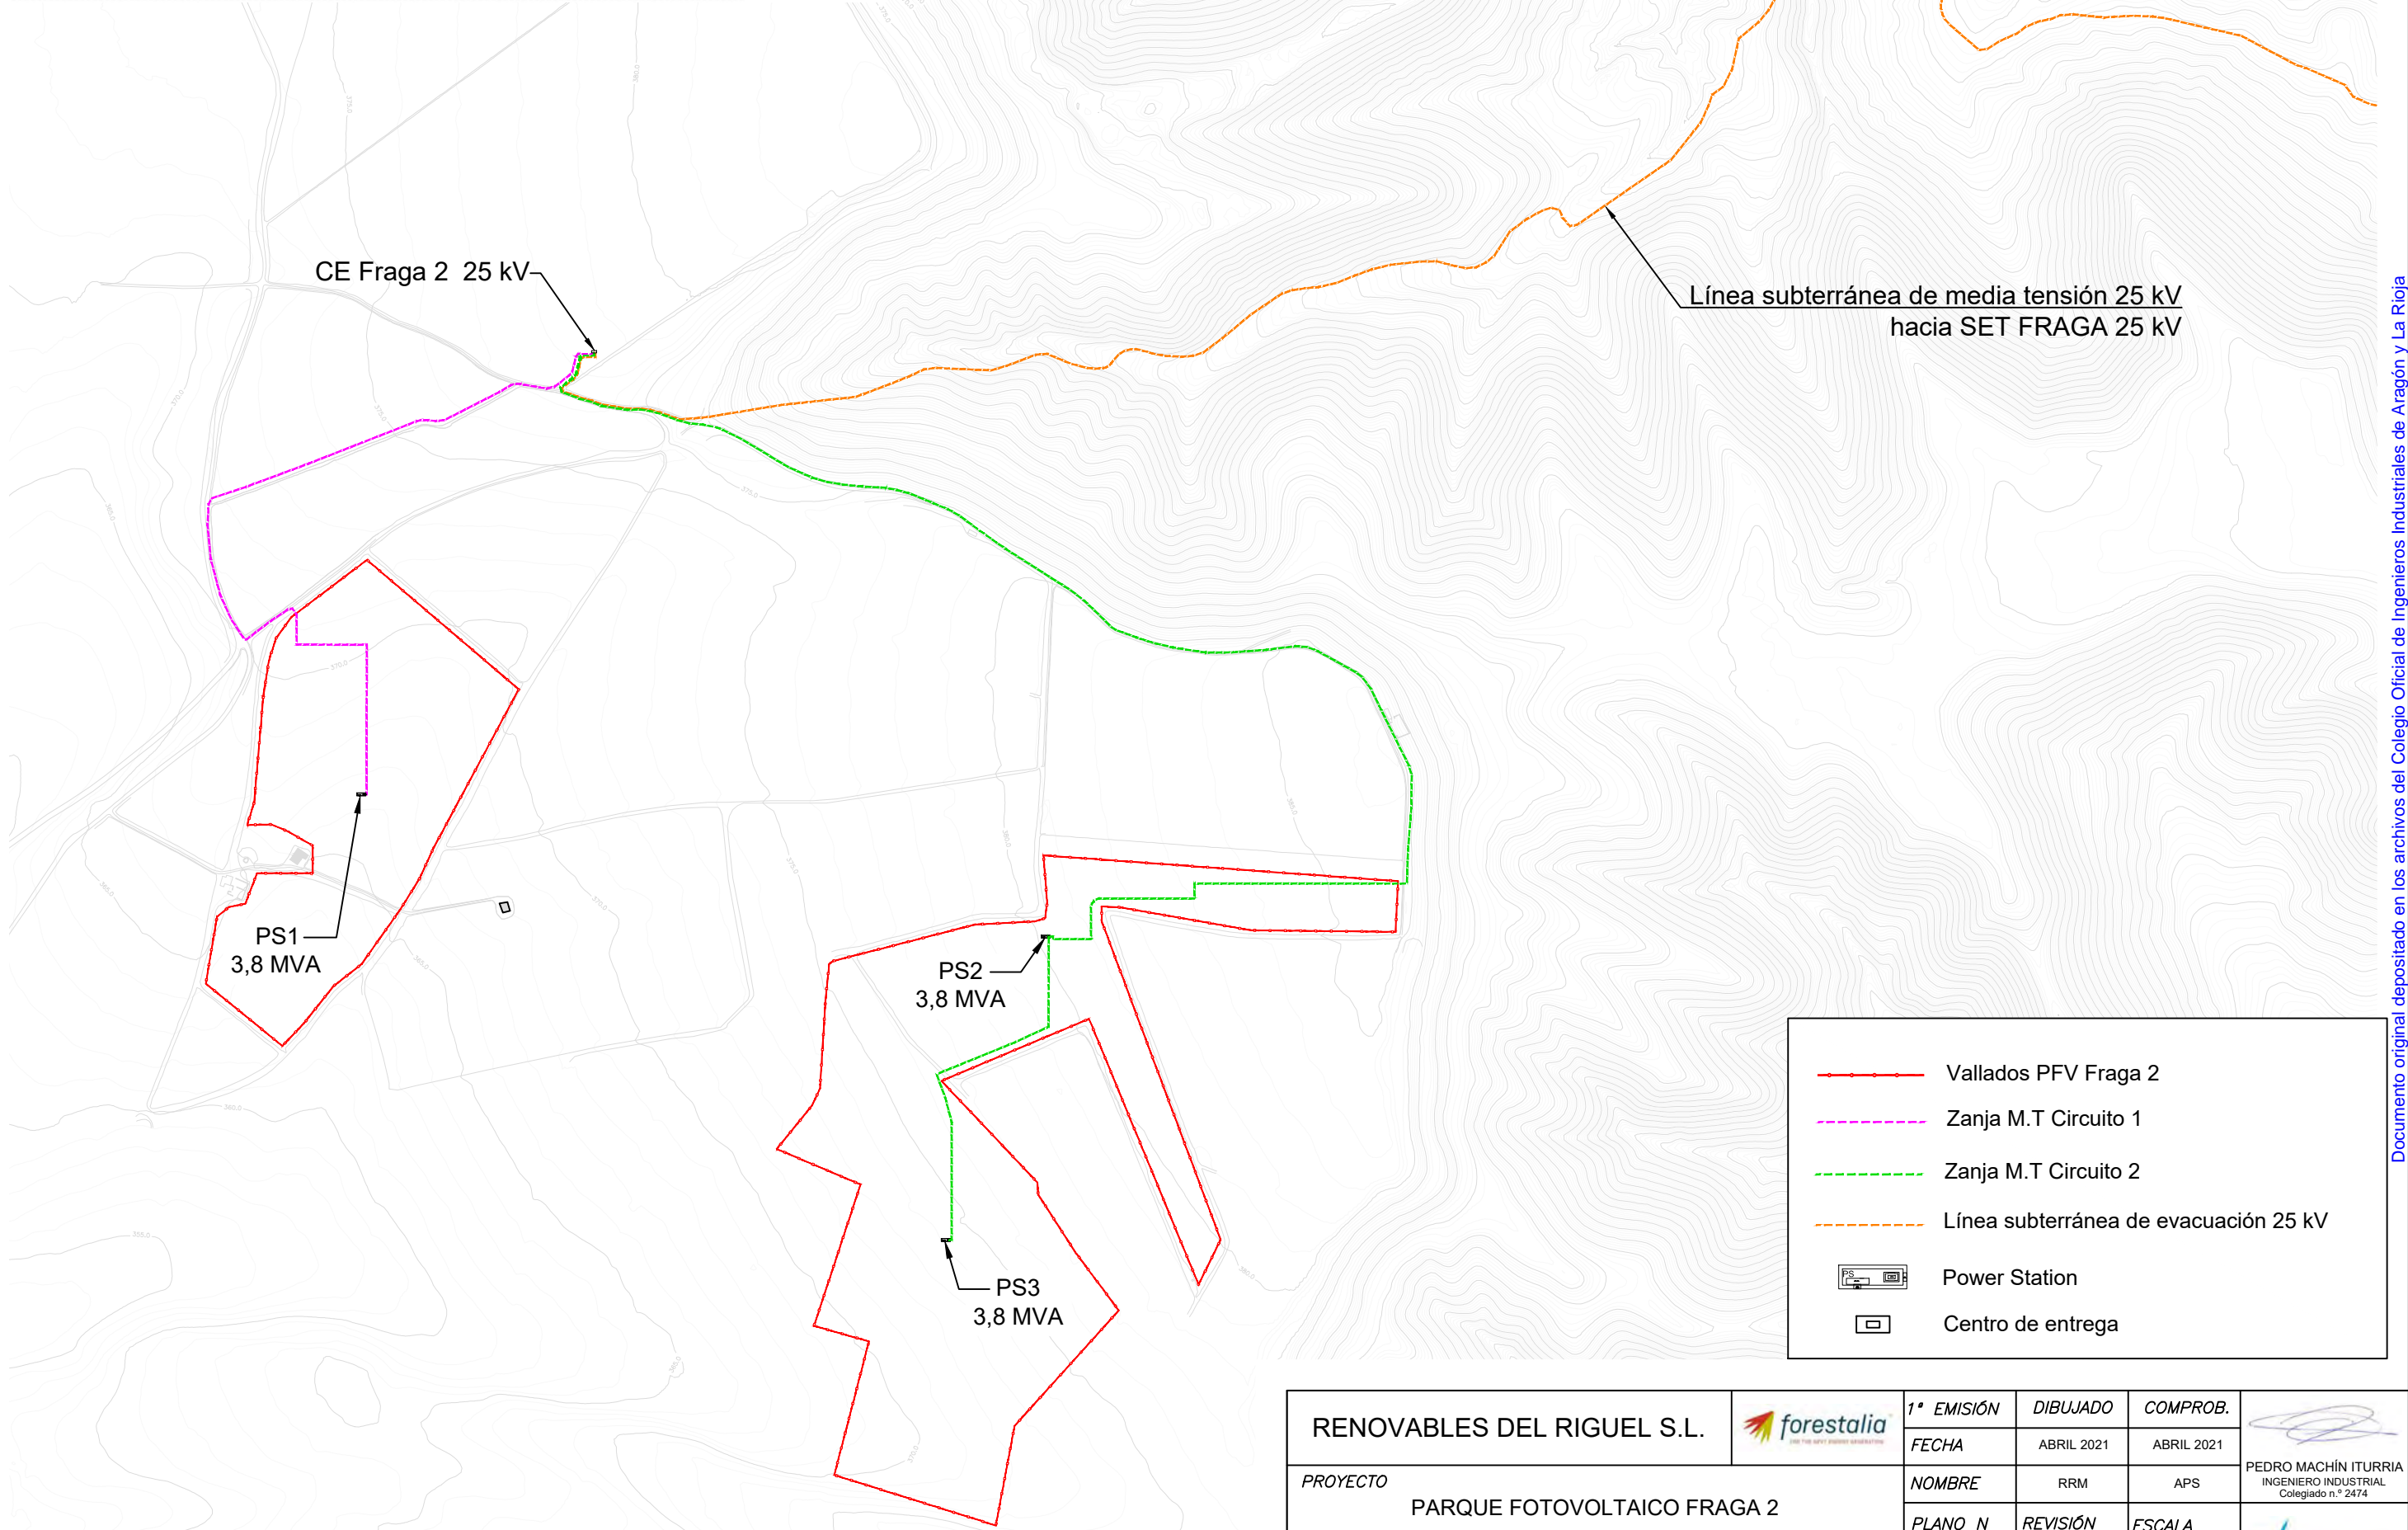 CE Fraga 2 25 kV
Línea subterránea de media tensión 25 kV
hacia SET FRAGA 25 kV
PS1
3,8 MVA
PS2
3,8 MVA
PS3
3,8 MVA
Vallados PFV Fraga 2
Zanja M.T Circuito 1
Zanja M.T Circuito 2
Línea subterránea de evacuación 25 kV
PS
Power Station
Centro de entrega
RENOVABLES DEL RIGUEL S.L.
forestalia
1ª EMISIÓN DIBUJADO COMPROB.
FECHA ABRIL 2021 ABRIL 2021
NOMBRE RRM APS
PEDRO MACHÍN ITURRIA
INGENIERO INDUSTRIAL
Colegiado n.º 2474
PROYECTO
PARQUE FOTOVOLTAICO FRAGA 2
PLANO N REVISIÓN ESCALA
Documento original depositado en los archivos del Colegio Oficial de Ingenieros Industriales de Aragón y La Rioja